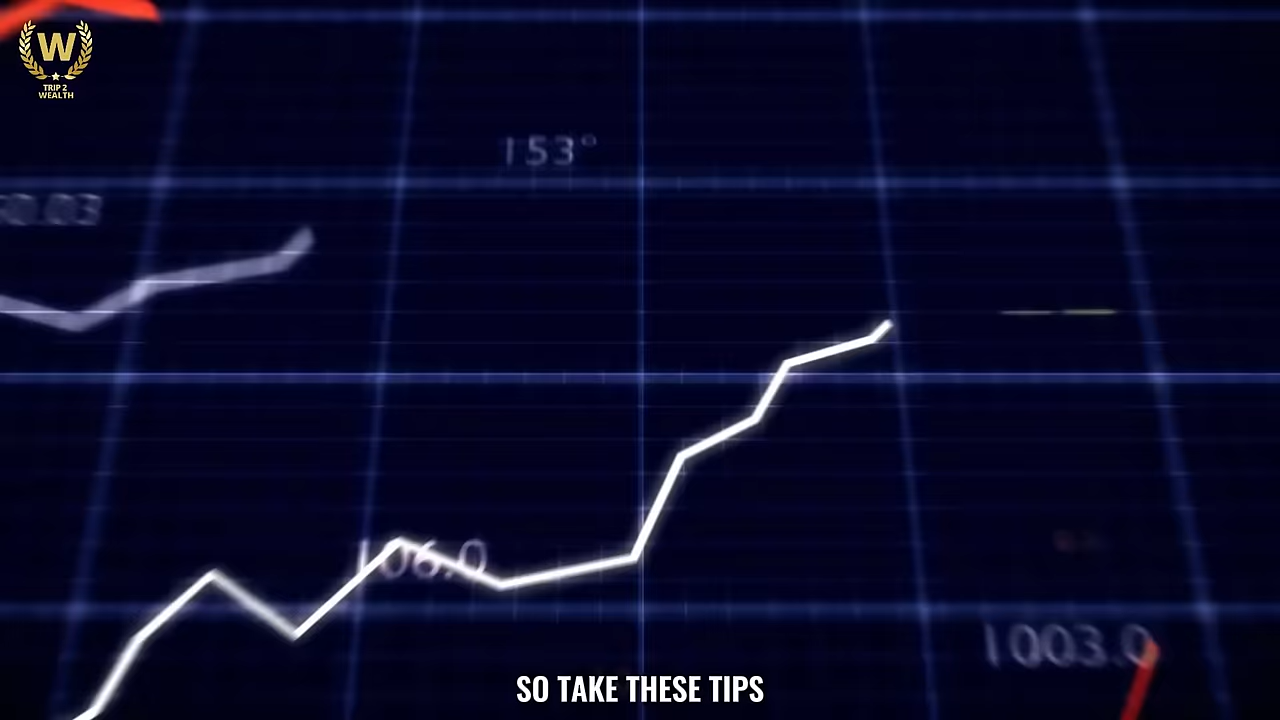 W
TRIP 2
WEALTH
153°
106.0
1003.0
SO TAKE THESE TIPS